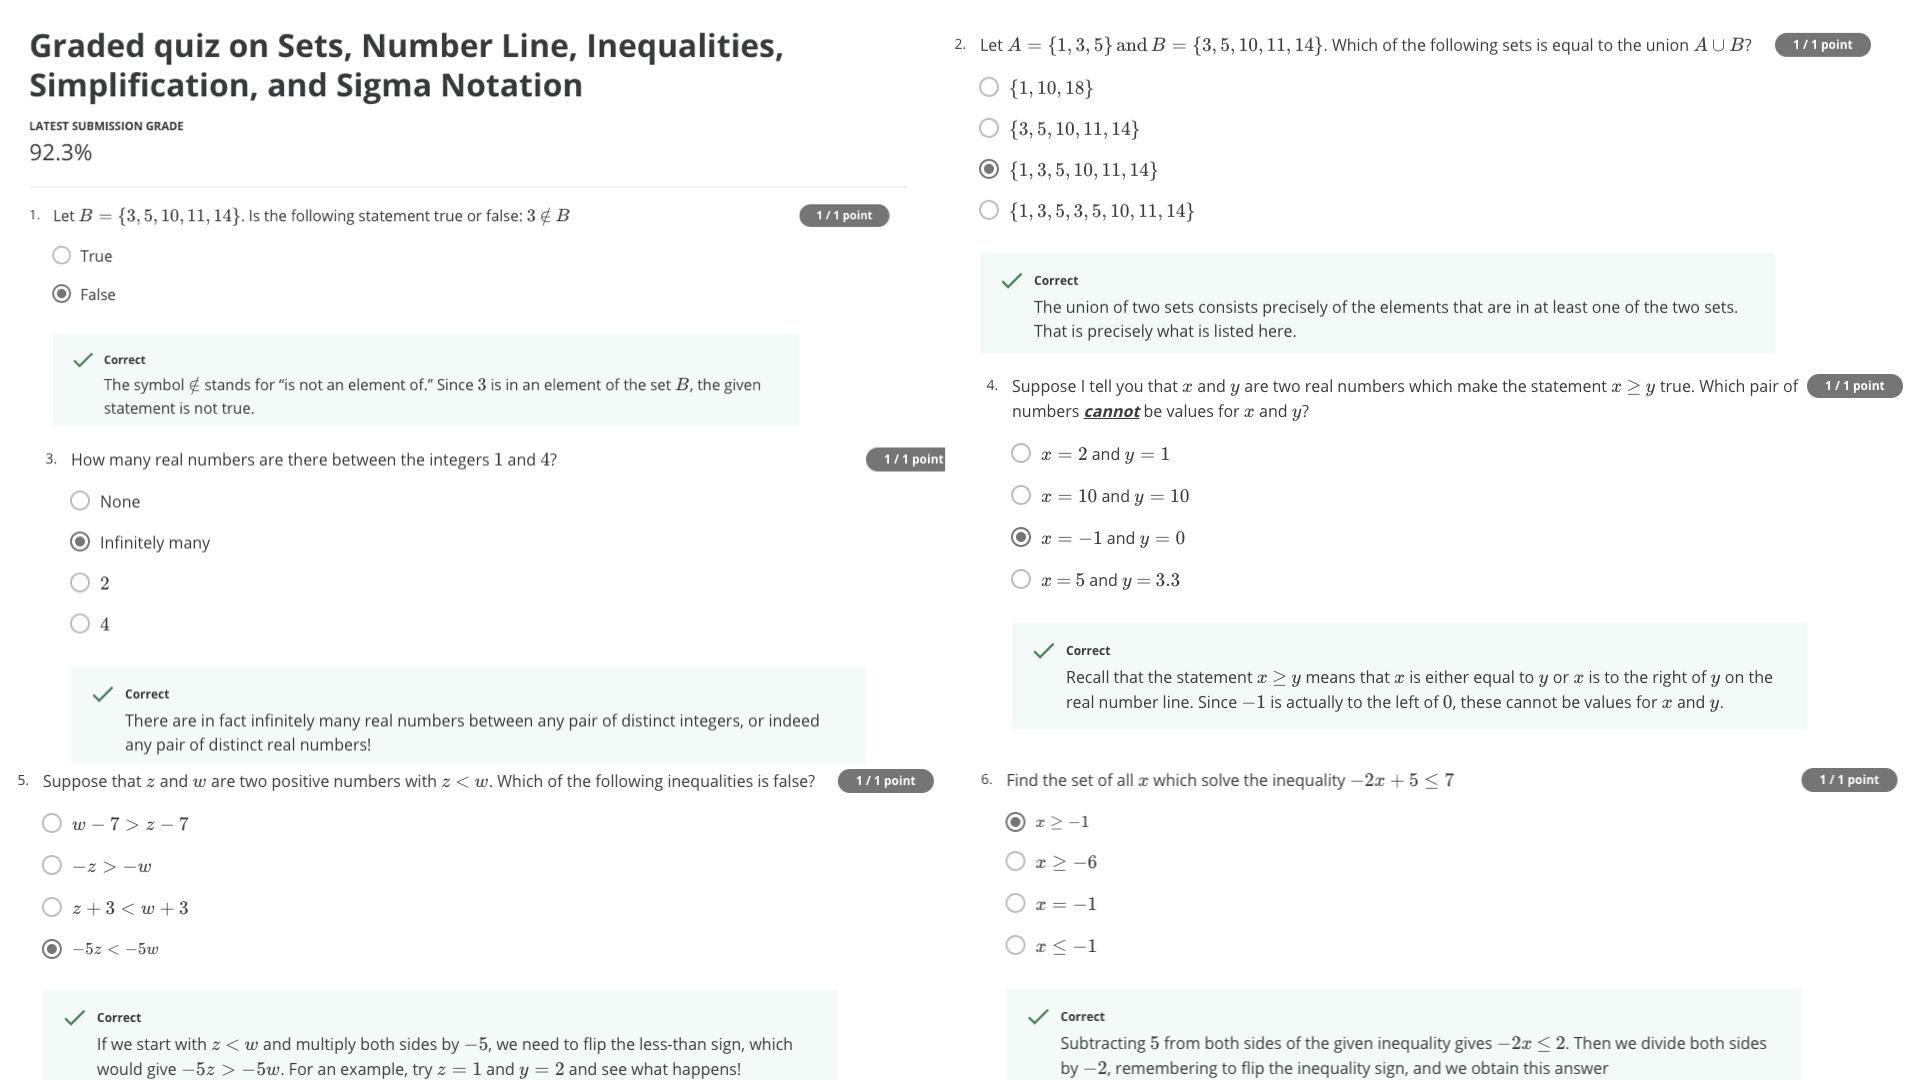 Graded quiz on Sets, Number Line, Inequalities,
Simplification, and Sigma Notation
LATEST SUBMISSION GRADE
92.3%
1. Let B = {3, 5, 10, 11, 14}. Is the following statement true or false: 3 ∉ B
1 / 1 point
True
False
Correct
The symbol ∉ stands for “is not an element of.” Since 3 is in an element of the set B, the given
statement is not true.
2. Let A = {1, 3, 5} and B = {3, 5, 10, 11, 14}. Which of the following sets is equal to the union A ∪ B?
1 / 1 point
{1, 10, 18}
{3, 5, 10, 11, 14}
{1, 3, 5, 10, 11, 14}
{1, 3, 5, 3, 5, 10, 11, 14}
Correct
The union of two sets consists precisely of the elements that are in at least one of the two sets.
That is precisely what is listed here.
3. How many real numbers are there between the integers 1 and 4?
1 / 1 point
None
Infinitely many
2
4
Correct
There are in fact infinitely many real numbers between any pair of distinct integers, or indeed
any pair of distinct real numbers!
4. Suppose I tell you that x and y are two real numbers which make the statement x ≥ y true. Which pair of
numbers cannot be values for x and y?
1 / 1 point
x = 2 and y = 1
x = 10 and y = 10
x = −1 and y = 0
x = 5 and y = 3.3
Correct
Recall that the statement x ≥ y means that x is either equal to y or x is to the right of y on the
real number line. Since −1 is actually to the left of 0, these cannot be values for x and y.
5. Suppose that z and w are two positive numbers with z < w. Which of the following inequalities is false?
1 / 1 point
w − 7 > z − 7
−z > −w
z + 3 < w + 3
−5z < −5w
Correct
If we start with z < w and multiply both sides by −5, we need to flip the less-than sign, which
would give −5z > −5w. For an example, try z = 1 and y = 2 and see what happens!
6. Find the set of all x which solve the inequality −2x + 5 ≤ 7
1 / 1 point
x ≥ −1
x ≥ −6
x = −1
x ≤ −1
Correct
Subtracting 5 from both sides of the given inequality gives −2x ≤ 2. Then we divide both sides
by −2, remembering to flip the inequality sign, and we obtain this answer